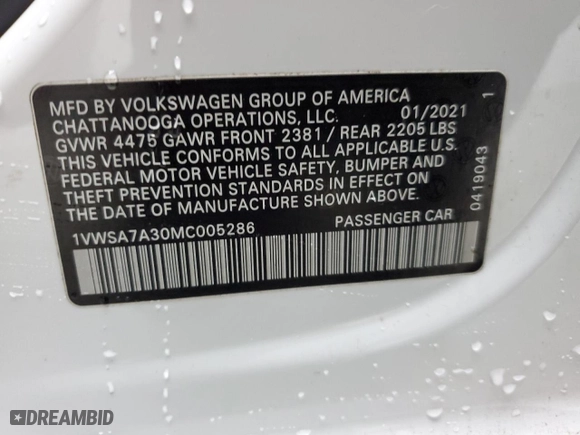 MFD BY VOLKSWAGEN GROUP OF AMERICA
CHATTANOOGA OPERATIONS, LLC. 01/2021
GVWR 4475 GAWR FRONT 2381 / REAR 2205 LBS
THIS VEHICLE CONFORMS TO ALL APPLICABLE U.S.
FEDERAL MOTOR VEHICLE SAFETY, BUMPER AND
THEFT PREVENTION STANDARDS IN EFFECT ON
THE DATE OF MANUFACTURE SHOWN ABOVE.
1VWSA7A30MC005286 PASSENGER CAR
0419043 1
DREAMBID